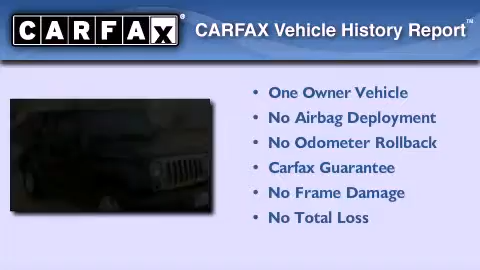 CARFAX® CARFAX Vehicle History Report™
• One Owner Vehicle
• No Airbag Deployment
• No Odometer Rollback
• Carfax Guarantee
• No Frame Damage
• No Total Loss